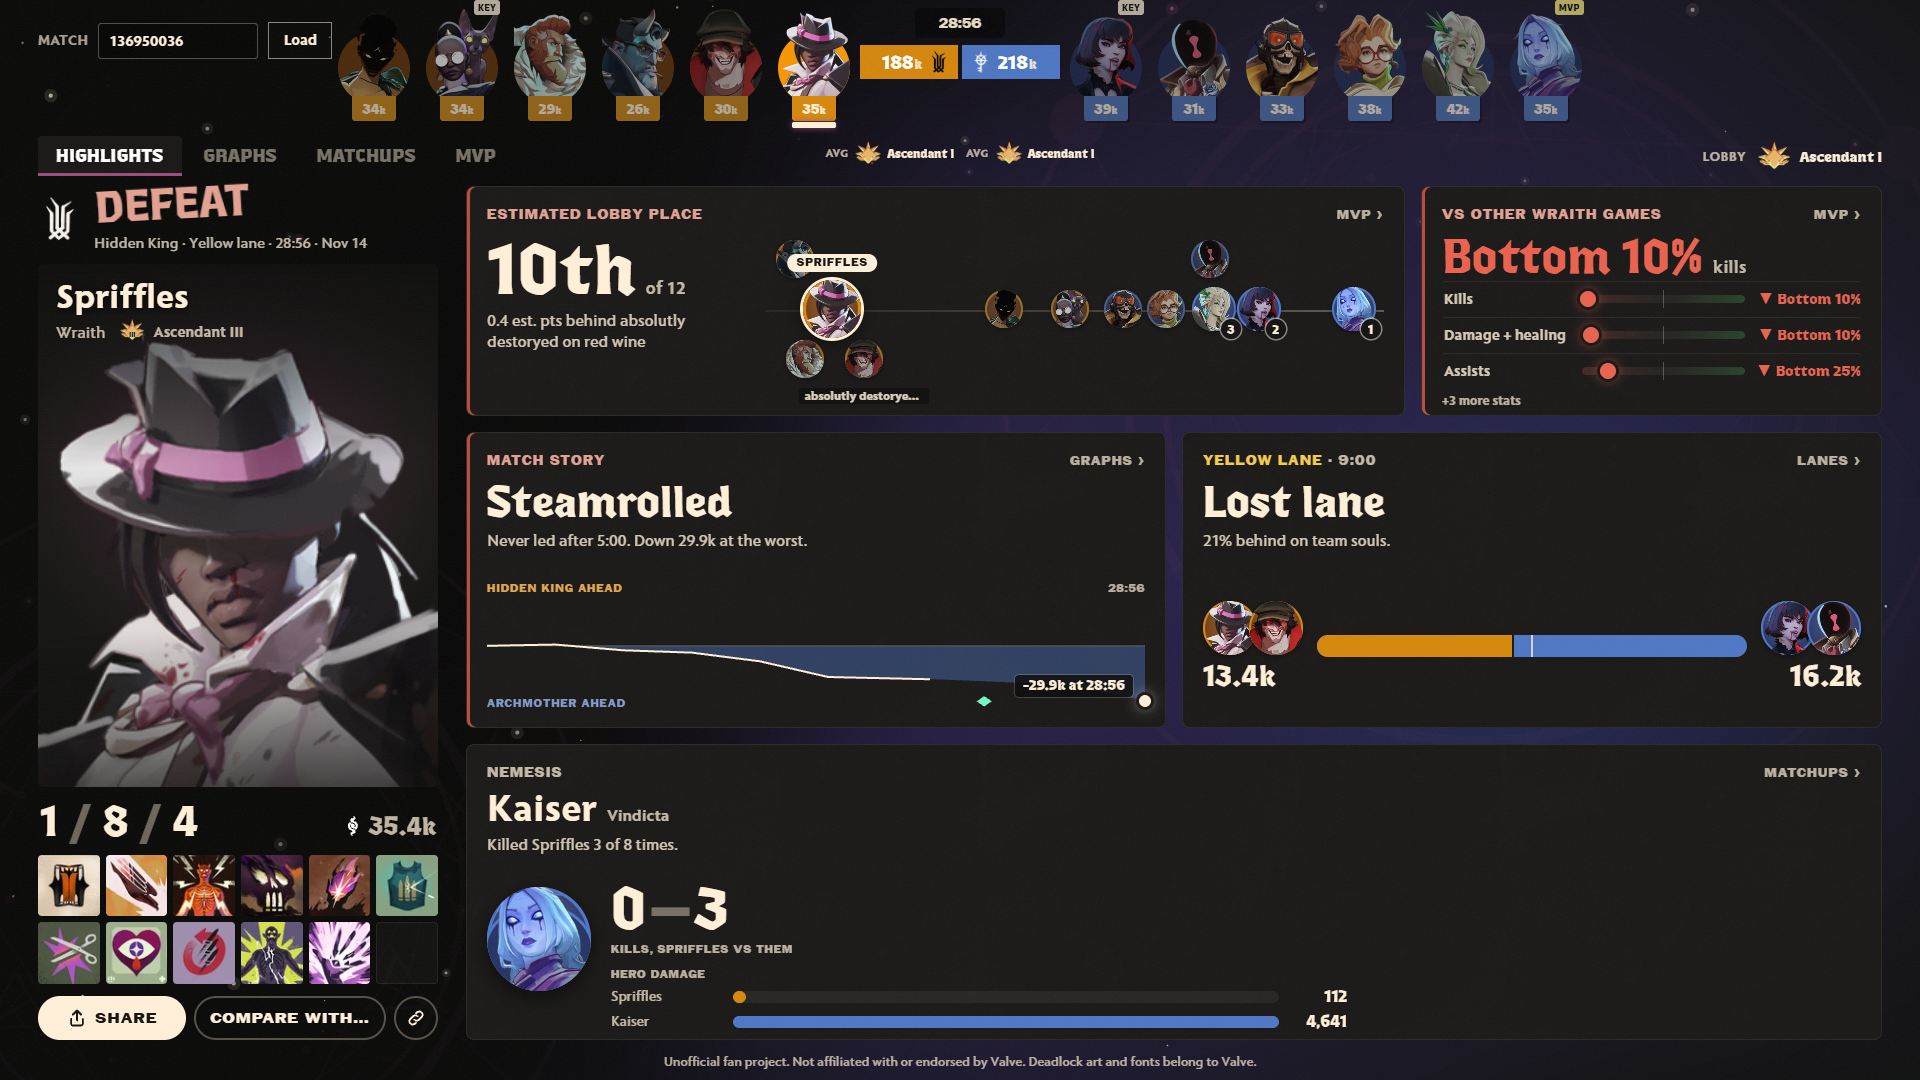 MATCH
136950036
Load
KEY
34k
34k
29k
26k
30k
35k
28:56
188k
218k
KEY
MVP
39k
31k
33k
38k
42k
35k
HIGHLIGHTS
GRAPHS
MATCHUPS
MVP
AVG Ascendant I
AVG Ascendant I
LOBBY Ascendant I
DEFEAT
Hidden King · Yellow lane · 28:56 · Nov 14
Spriffles
Wraith Ascendant III
1 / 8 / 4
35.4k
SHARE
COMPARE WITH...
ESTIMATED LOBBY PLACE
MVP ›
10th of 12
0.4 est. pts behind absolutly
destoryed on red wine
SPRIFFLES
3
2
1
absolutly destorye...
VS OTHER WRAITH GAMES
MVP ›
Bottom 10% kills
Kills
▼ Bottom 10%
Damage + healing
▼ Bottom 10%
Assists
▼ Bottom 25%
+3 more stats
MATCH STORY
GRAPHS ›
Steamrolled
Never led after 5:00. Down 29.9k at the worst.
HIDDEN KING AHEAD
28:56
-29.9k at 28:56
ARCHMOTHER AHEAD
YELLOW LANE · 9:00
LANES ›
Lost lane
21% behind on team souls.
13.4k
16.2k
NEMESIS
MATCHUPS ›
Kaiser Vindicta
Killed Spriffles 3 of 8 times.
0—3
KILLS, SPRIFFLES VS THEM
HERO DAMAGE
Spriffles
112
Kaiser
4,641
Unofficial fan project. Not affiliated with or endorsed by Valve. Deadlock art and fonts belong to Valve.